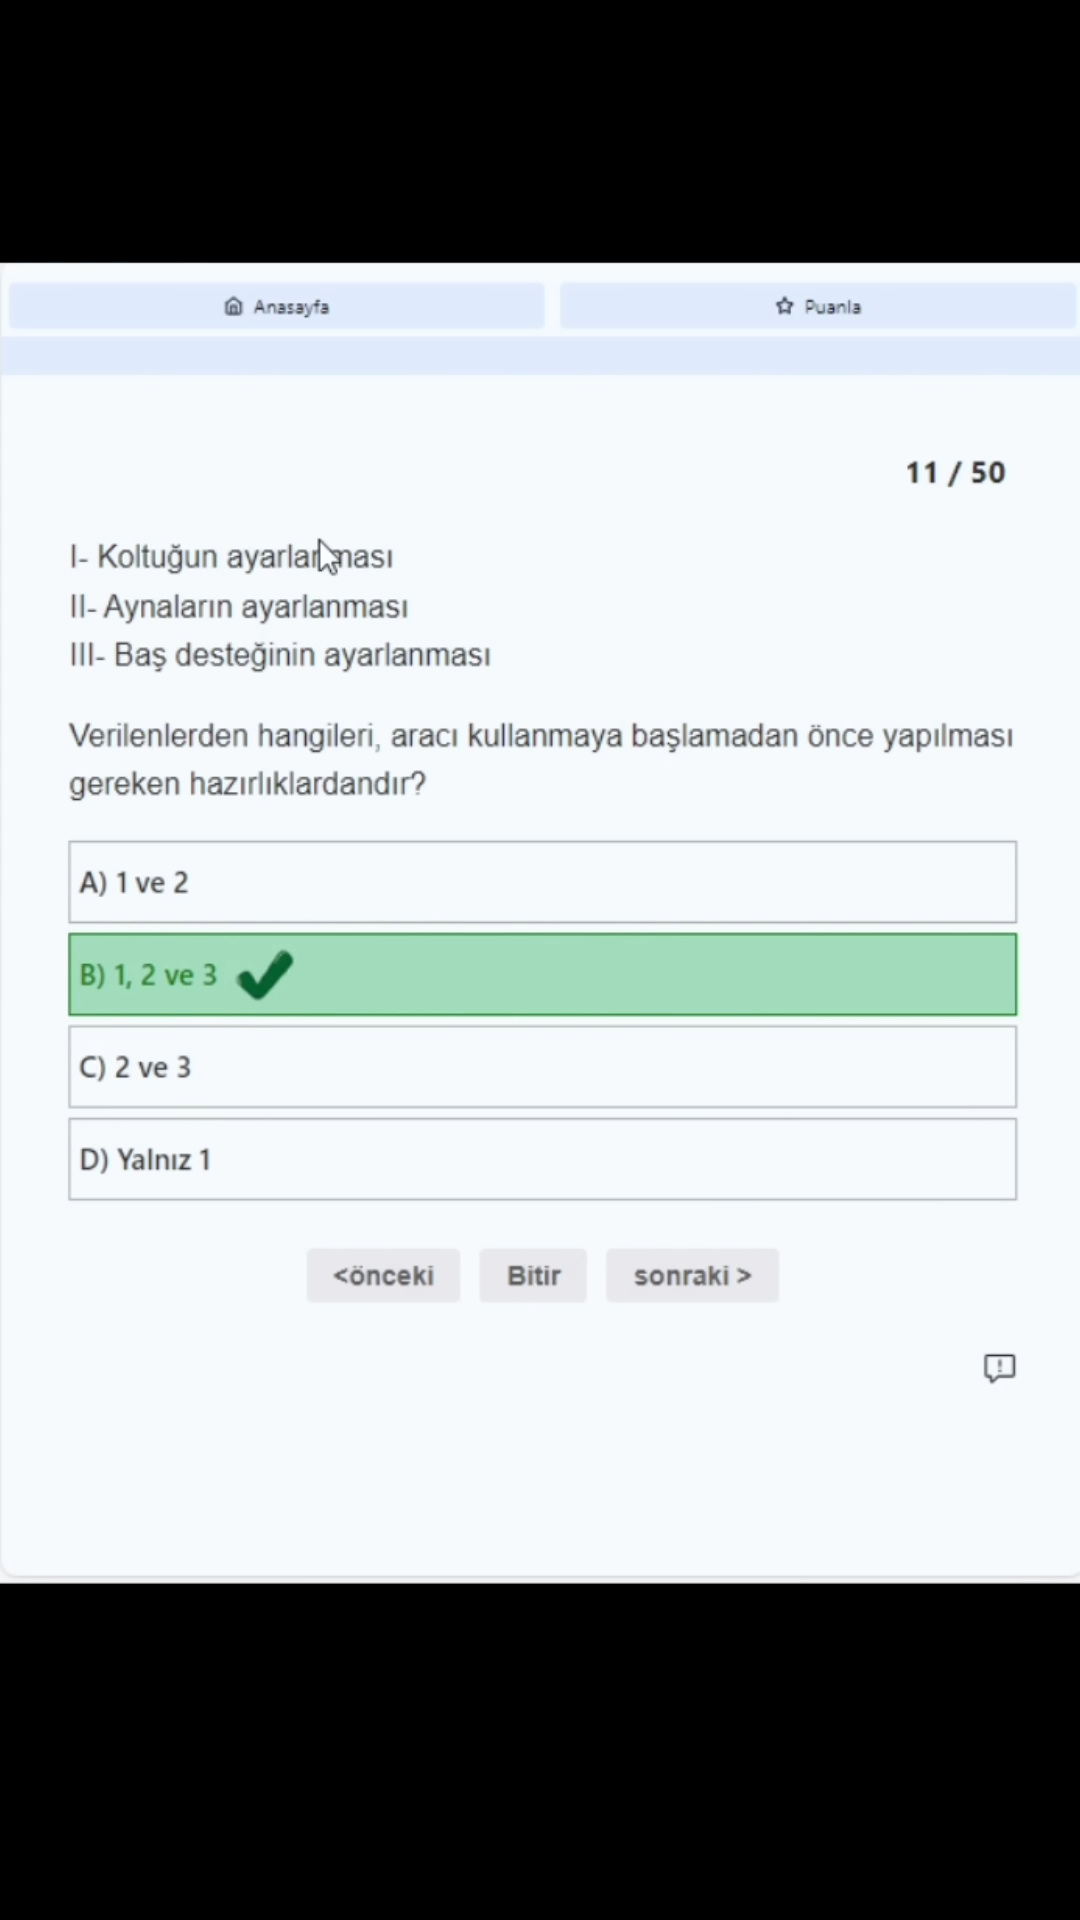 Anasayfa
Puanla
11 / 50
I- Koltuğun ayarlanması
II- Aynaların ayarlanması
III- Baş desteğinin ayarlanması
Verilenlerden hangileri, aracı kullanmaya başlamadan önce yapılması
gereken hazırlıklardandır?
A) 1 ve 2
B) 1, 2 ve 3
C) 2 ve 3
D) Yalnız 1
<önceki
Bitir
sonraki >